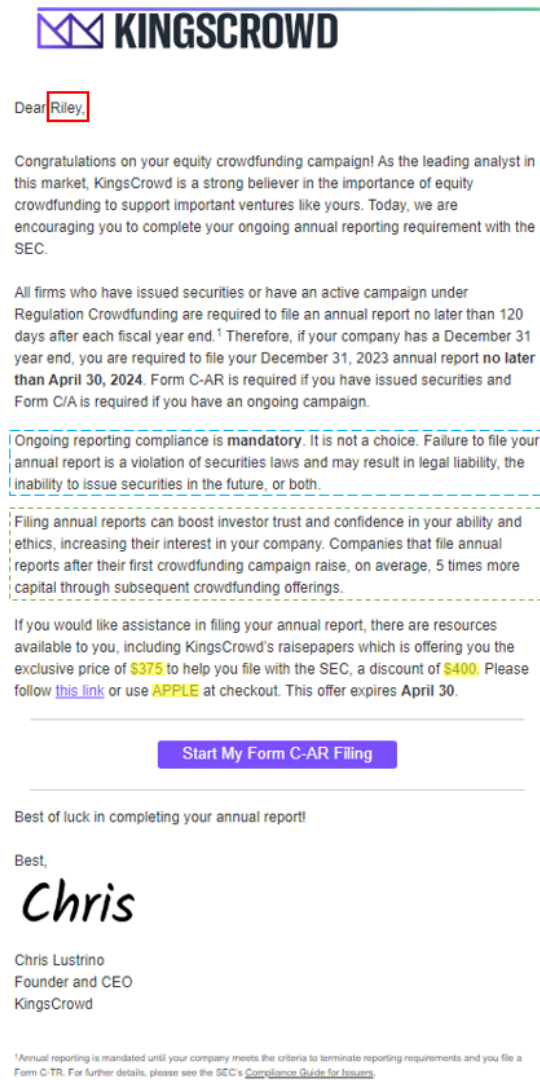 KINGSCROWD
Dear Riley,
Congratulations on your equity crowdfunding campaign! As the leading analyst in
this market, KingsCrowd is a strong believer in the importance of equity
crowdfunding to support important ventures like yours. Today, we are
encouraging you to complete your ongoing annual reporting requirement with the
SEC.
All firms who have issued securities or have an active campaign under
Regulation Crowdfunding are required to file an annual report no later than 120
days after each fiscal year end.¹ Therefore, if your company has a December 31
year end, you are required to file your December 31, 2023 annual report no later
than April 30, 2024. Form C-AR is required if you have issued securities and
Form C/A is required if you have an ongoing campaign.
Ongoing reporting compliance is mandatory. It is not a choice. Failure to file your
annual report is a violation of securities laws and may result in legal liability, the
inability to issue securities in the future, or both.
Filing annual reports can boost investor trust and confidence in your ability and
ethics, increasing their interest in your company. Companies that file annual
reports after their first crowdfunding campaign raise, on average, 5 times more
capital through subsequent crowdfunding offerings.
If you would like assistance in filing your annual report, there are resources
available to you, including KingsCrowd's raisepapers which is offering you the
exclusive price of $375 to help you file with the SEC, a discount of $400. Please
follow this link or use APPLE at checkout. This offer expires April 30.
Start My Form C-AR Filing
Best of luck in completing your annual report!
Best,
Chris
Chris Lustrino
Founder and CEO
KingsCrowd
¹Annual reporting is mandated until your company meets the criteria to terminate reporting requirements and you file a
Form C-TR. For further details, please see the SEC's Compliance Guide for Issuers.